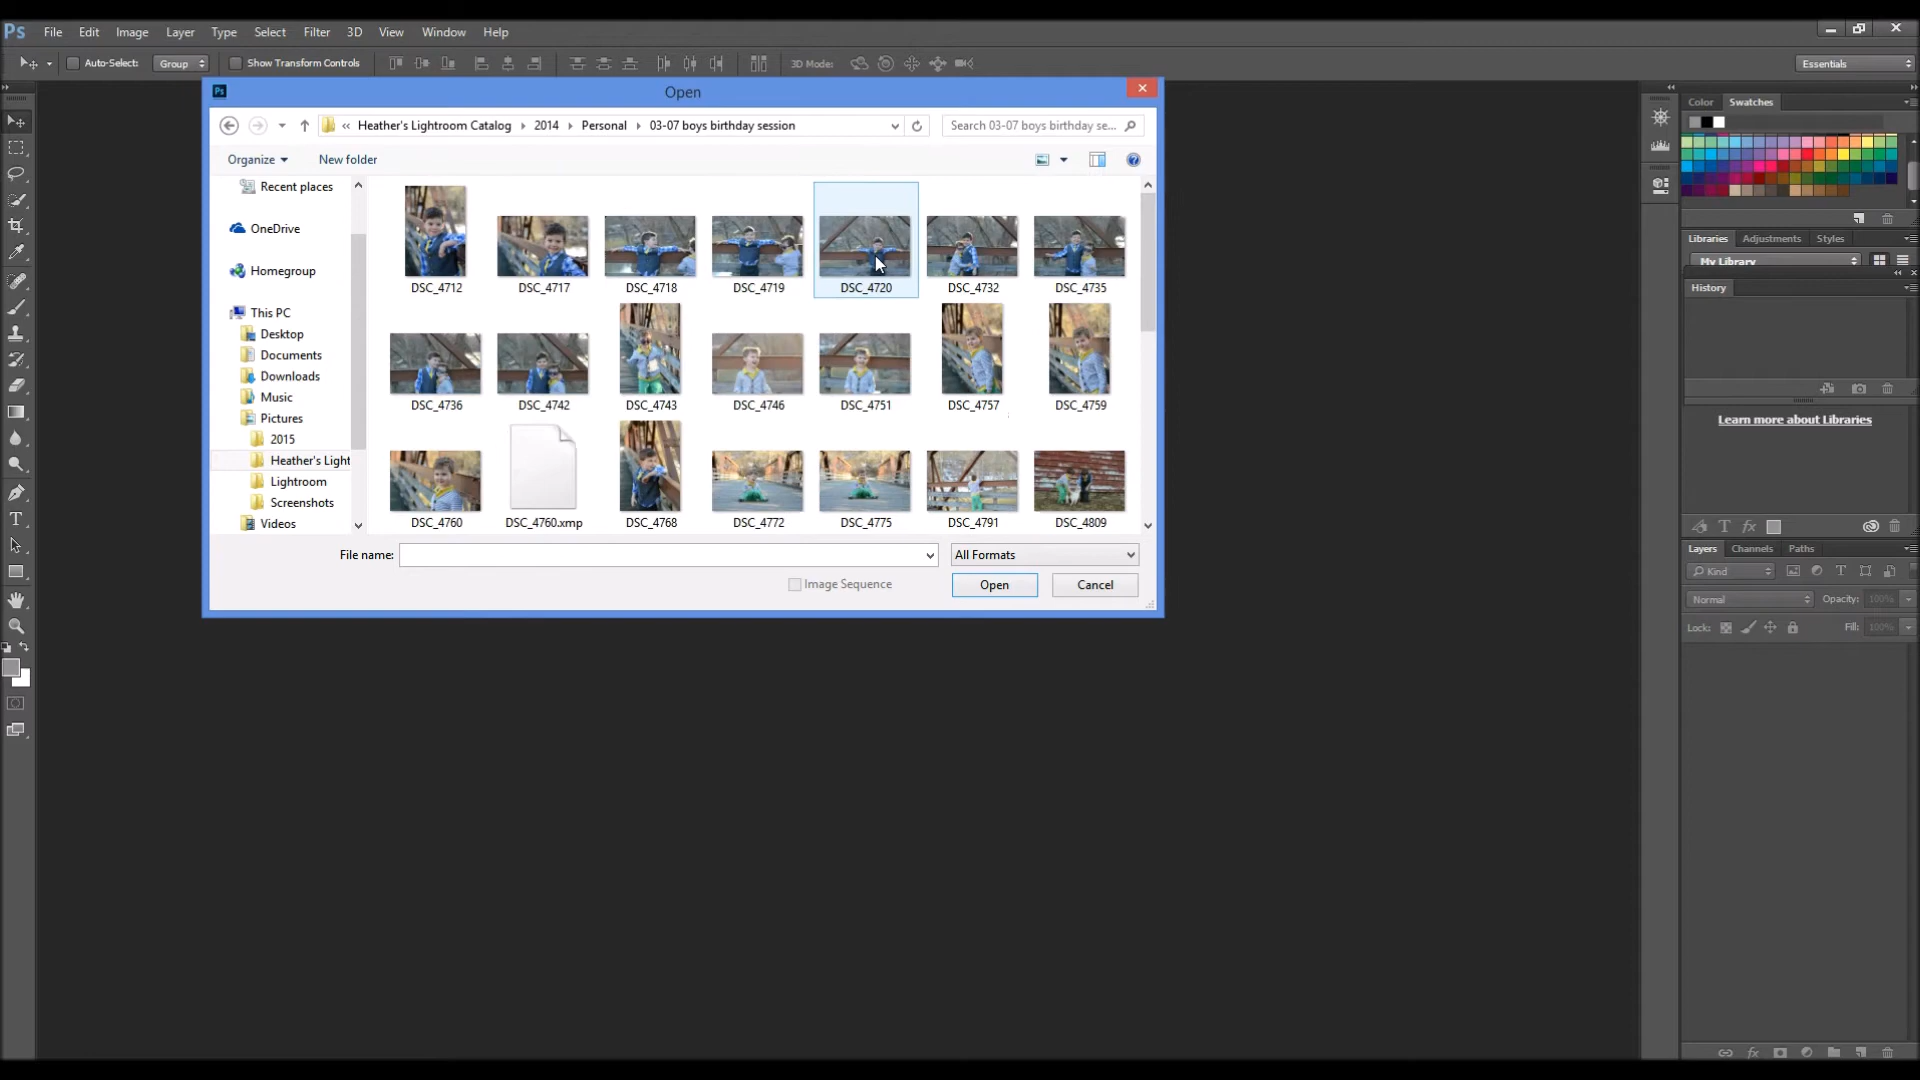 Ps File Edit Image Layer Type Select Filter 3D View Window Help
Auto-Select: Group Show Transform Controls 3D Mode: Essentials
Ps Open
« Heather's Lightroom Catalog 2014 Personal 03-07 boys birthday session Search 03-07 boys birthday se...
Organize New folder
Recent places
OneDrive
Homegroup
This PC
Desktop
Documents
Downloads
Music
Pictures
2015
Heather's Light
Lightroom
Screenshots
Videos
DSC_4712 DSC_4717 DSC_4718 DSC_4719 DSC_4720 DSC_4732 DSC_4735
DSC_4736 DSC_4742 DSC_4743 DSC_4746 DSC_4751 DSC_4757 DSC_4759
DSC_4760 DSC_4760.xmp DSC_4768 DSC_4772 DSC_4775 DSC_4791 DSC_4809
File name: All Formats
Image Sequence Open Cancel
Color Swatches
Libraries Adjustments Styles
My Library
History
Learn more about Libraries
Layers Channels Paths
Kind
Normal Opacity: 100%
Lock: Fill: 100%